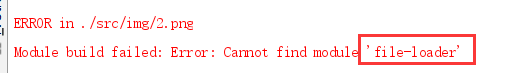 ERROR in ./src/img/2.png
Module build failed: Error: Cannot find module 'file-loader'